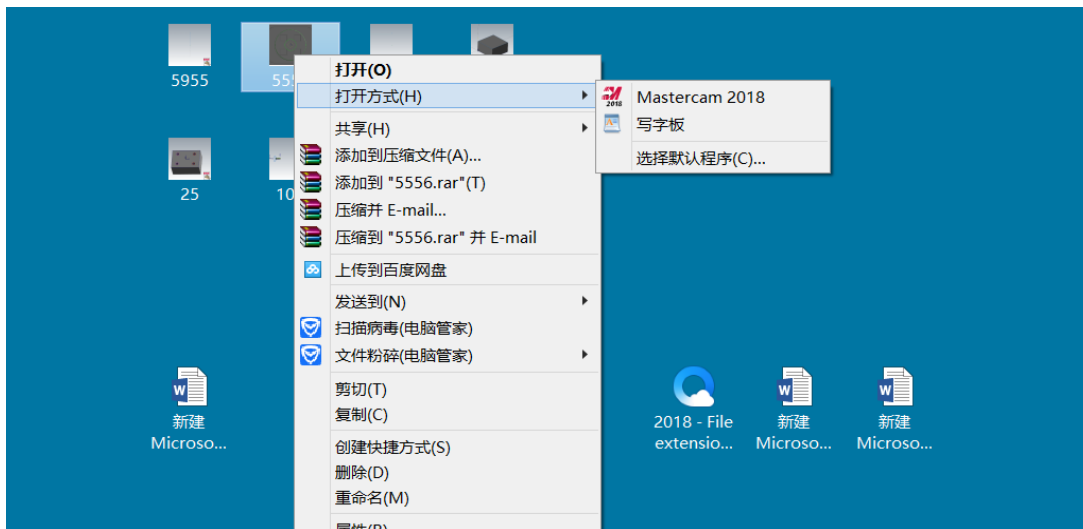 5955
打开(O)
打开方式(H)
Mastercam 2018
2018
写字板
选择默认程序(C)...
共享(H)
添加到压缩文件(A)...
添加到 "5556.rar"(T)
压缩并 E-mail...
压缩到 "5556.rar" 并 E-mail
上传到百度网盘
发送到(N)
扫描病毒(电脑管家)
文件粉碎(电脑管家)
剪切(T)
复制(C)
创建快捷方式(S)
删除(D)
重命名(M)
25
10
新建
Microso...
2018 - File
extensio...
新建
Microso...
新建
Microso...